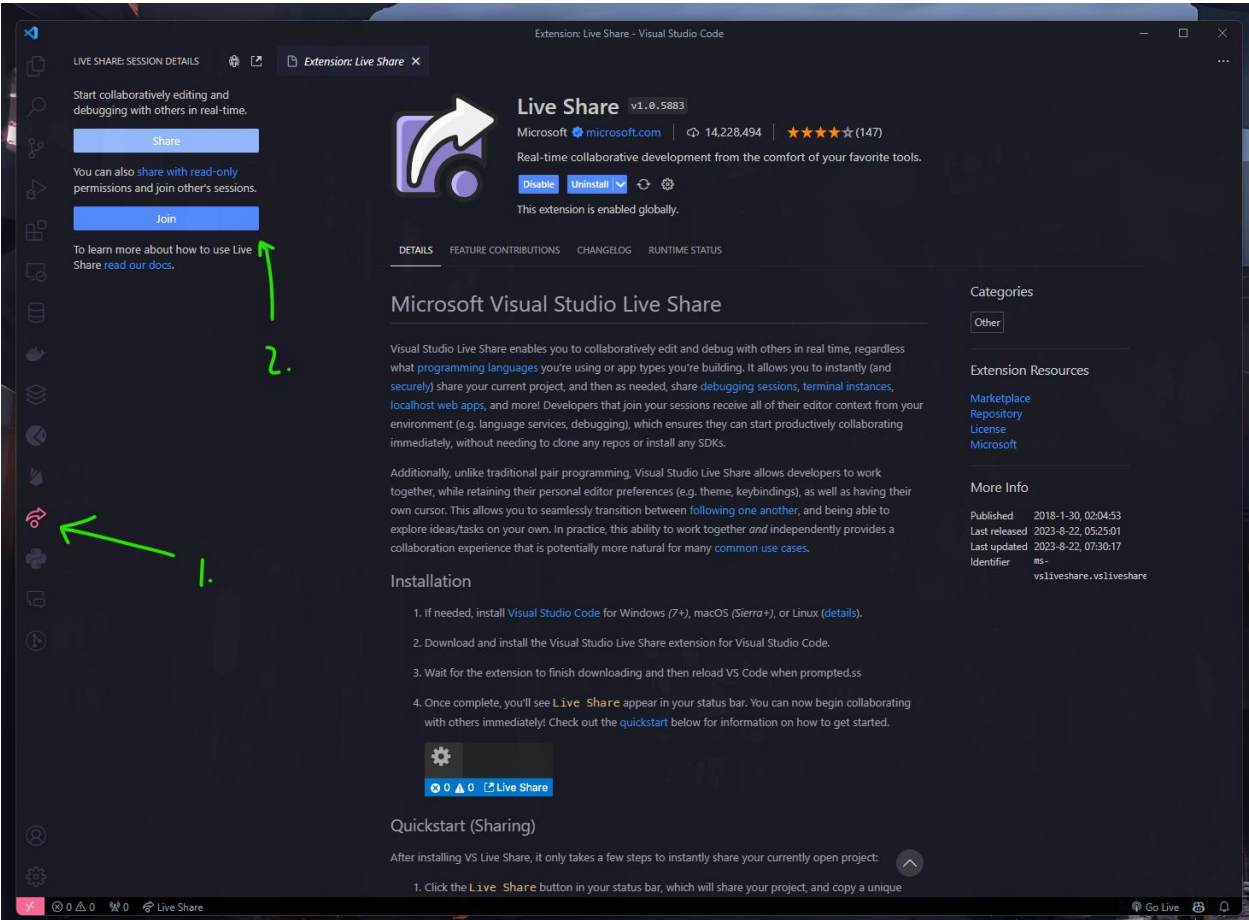 Extension: Live Share - Visual Studio Code
LIVE SHARE: SESSION DETAILS
Extension: Live Share
Start collaboratively editing and
debugging with others in real-time.
Share
You can also share with read-only
permissions and join other's sessions.
Join
To learn more about how to use Live
Share read our docs.
2.
1.
Live Share v1.0.5883
Microsoft microsoft.com 14,228,494 (147)
Real-time collaborative development from the comfort of your favorite tools.
Disable Uninstall
This extension is enabled globally.
DETAILS FEATURE CONTRIBUTIONS CHANGELOG RUNTIME STATUS
Microsoft Visual Studio Live Share
Visual Studio Live Share enables you to collaboratively edit and debug with others in real time, regardless
what programming languages you're using or app types you're building. It allows you to instantly (and
securely) share your current project, and then as needed, share debugging sessions, terminal instances,
localhost web apps, and more! Developers that join your sessions receive all of their editor context from your
environment (e.g. language services, debugging), which ensures they can start productively collaborating
immediately, without needing to clone any repos or install any SDKs.
Additionally, unlike traditional pair programming, Visual Studio Live Share allows developers to work
together, while retaining their personal editor preferences (e.g. theme, keybindings), as well as having their
own cursor. This allows you to seamlessly transition between following one another, and being able to
explore ideas/tasks on your own. In practice, this ability to work together and independently provides a
collaboration experience that is potentially more natural for many common use cases.
Installation
1. If needed, install Visual Studio Code for Windows (7+), macOS (Sierra+), or Linux (details).
2. Download and install the Visual Studio Live Share extension for Visual Studio Code.
3. Wait for the extension to finish downloading and then reload VS Code when prompted.ss
4. Once complete, you'll see Live Share appear in your status bar. You can now begin collaborating
with others immediately! Check out the quickstart below for information on how to get started.
0 0 Live Share
Quickstart (Sharing)
After installing VS Live Share, it only takes a few steps to instantly share your currently open project:
1. Click the Live Share button in your status bar, which will share your project, and copy a unique
Categories
Other
Extension Resources
Marketplace
Repository
License
Microsoft
More Info
Published 2018-1-30, 02:04:53
Last released 2023-8-22, 05:25:01
Last updated 2023-8-22, 07:30:17
Identifier ms-
vsliveshare.vsliveshare
0 0 0 Live Share
Go Live